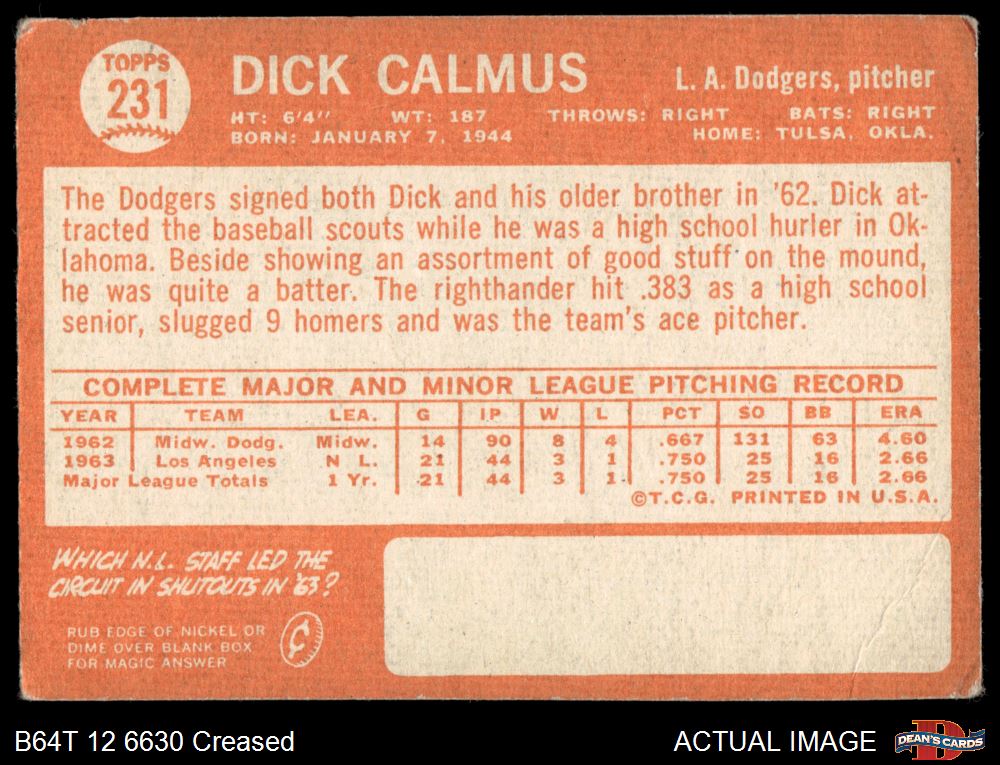 TOPPS
231
DICK CALMUS
L. A. Dodgers, pitcher
HT: 6'4'' WT: 187 THROWS: RIGHT BATS: RIGHT
BORN: JANUARY 7, 1944 HOME: TULSA, OKLA.
The Dodgers signed both Dick and his older brother in '62. Dick at-
tracted the baseball scouts while he was a high school hurler in Ok-
lahoma. Beside showing an assortment of good stuff on the mound,
he was quite a batter. The righthander hit .383 as a high school
senior, slugged 9 homers and was the team's ace pitcher.
COMPLETE MAJOR AND MINOR LEAGUE PITCHING RECORD
YEAR TEAM LEA. G IP W L PCT SO BB ERA
1962 Midw. Dodg. Midw. 14 90 8 4 .667 131 63 4.60
1963 Los Angeles N L. 21 44 3 1 .750 25 16 2.66
Major League Totals 1 Yr. 21 44 3 1 .750 25 16 2.66
©T.C.G. PRINTED IN U.S.A.
WHICH N.L. STAFF LED THE
CIRCUIT IN SHUTOUTS IN '63?
RUB EDGE OF NICKEL OR
DIME OVER BLANK BOX
FOR MAGIC ANSWER
¢
B64T 12 6630 Creased
ACTUAL IMAGE
D
DEAN'S CARDS